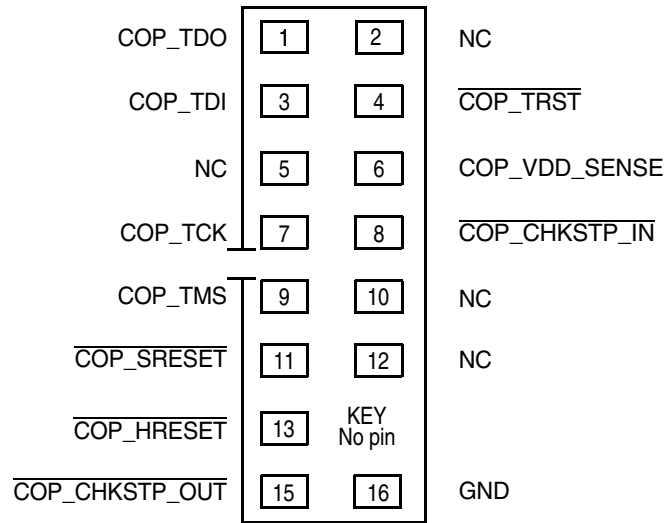 COP_TDO 1 2 NC
COP_TDI 3 4 COP_TRST
NC 5 6 COP_VDD_SENSE
COP_TCK 7 8 COP_CHKSTP_IN
COP_TMS 9 10 NC
COP_SRESET 11 12 NC
COP_HRESET 13 KEY
No pin
COP_CHKSTP_OUT 15 16 GND